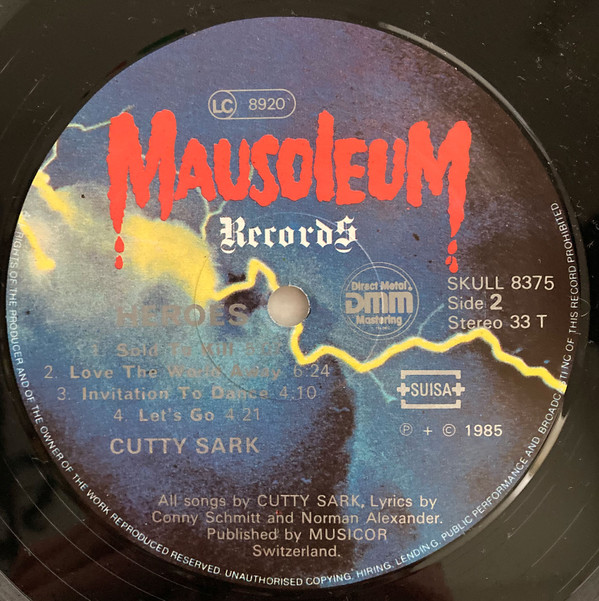 LC 8920
MAUSOLEUM
Records
SKULL 8375
Side 2
Stereo 33 T
Direct Metal
DMM
Mastering
HEROES
Sold To Kill
2. Love The World Away 6:24
3. Invitation To Dance 4.10
4. Let's Go 4.21
CUTTY SARK
SUISA
Ⓟ + © 1985
All songs by CUTTY SARK, Lyrics by
Conny Schmitt and Norman Alexander.
Published by MUSICOR
Switzerland.
RIGHTS OF THE PRODUCER AND OF THE OWNER OF THE WORK REPRODUCED RESERVED. UNAUTHORISED COPYING, HIRING, LENDING, PUBLIC PERFORMANCE AND BROADCASTING OF THIS RECORD PROHIBITED